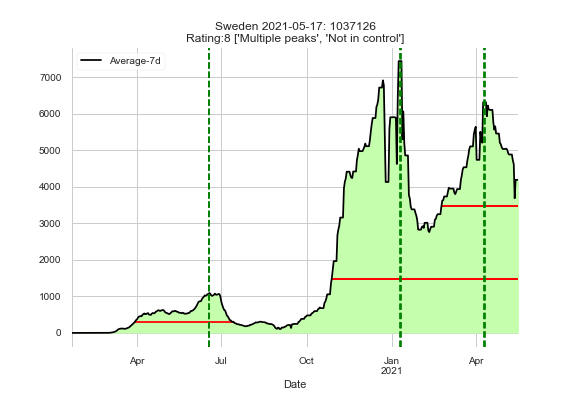 Sweden 2021-05-17: 1037126
Rating:8 ['Multiple peaks', 'Not in control']
Average-7d
7000
6000
5000
4000
3000
2000
1000
0
Apr
Jul
Oct
Jan
2021
Apr
Date